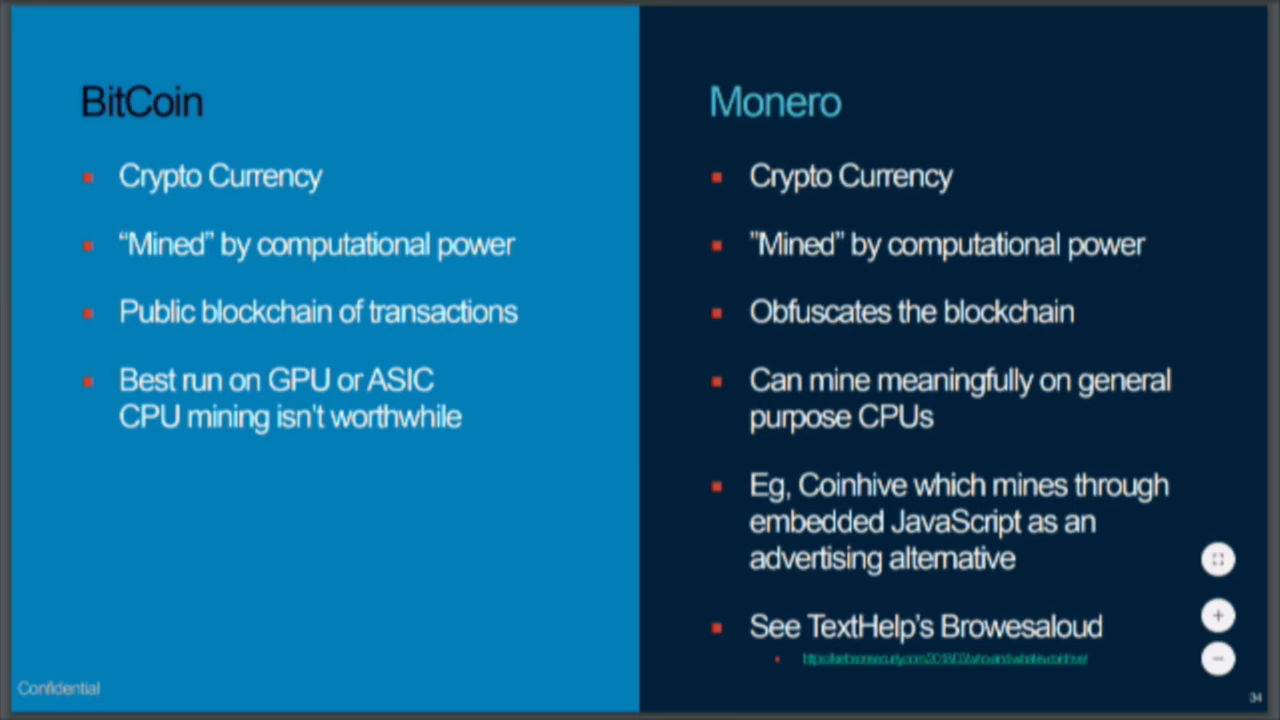 BitCoin
Crypto Currency
“Mined” by computational power
Public blockchain of transactions
Best run on GPU or ASIC
CPU mining isn't worthwhile
Monero
Crypto Currency
”Mined” by computational power
Obfuscates the blockchain
Can mine meaningfully on general
purpose CPUs
Eg, Coinhive which mines through
embedded JavaScript as an
advertising alternative
See TextHelp's Browesaloud
Confidential
34